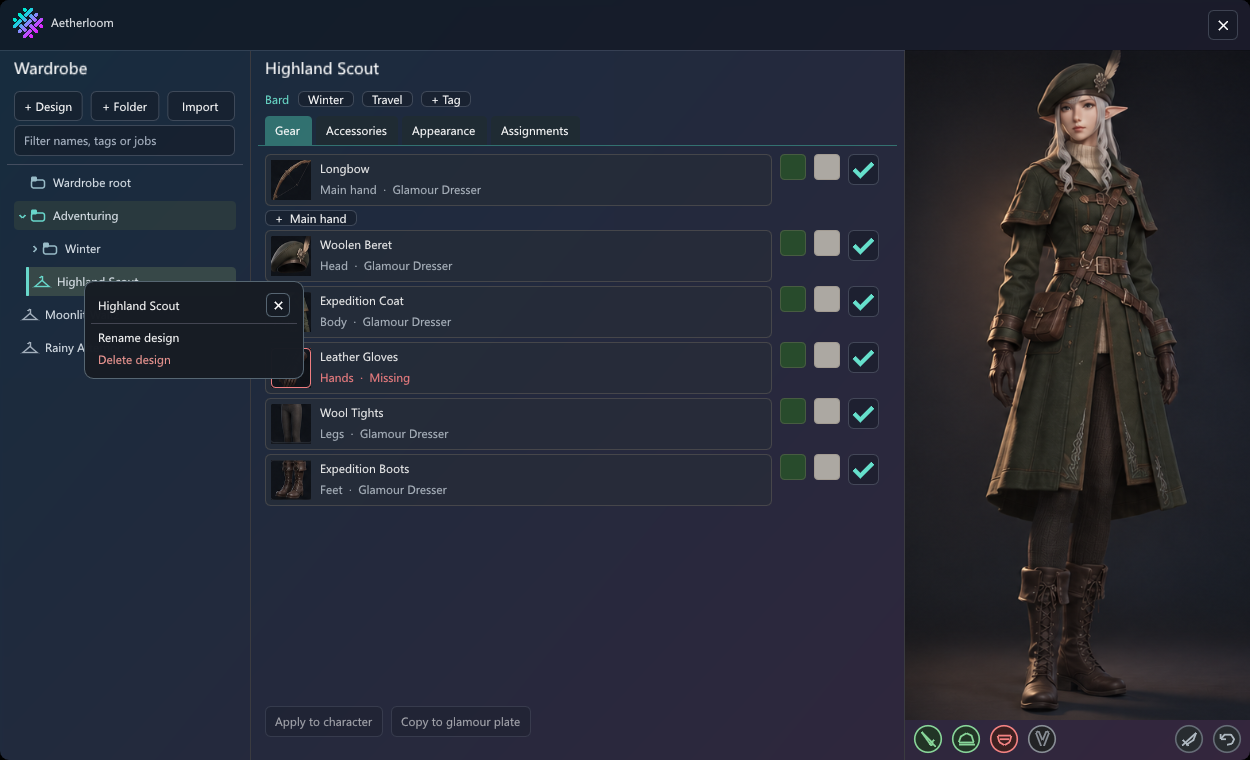 Aetherloom
Wardrobe
+ Design
+ Folder
Import
Filter names, tags or jobs
Wardrobe root
Adventuring
Winter
Highland Scout
Rainy
Highland Scout
Rename design
Delete design
Highland Scout
Bard
Winter
Travel
+ Tag
Gear
Accessories
Appearance
Assignments
Longbow
Main hand · Glamour Dresser
+ Main hand
Woolen Beret
Head · Glamour Dresser
Expedition Coat
Body · Glamour Dresser
Leather Gloves
Hands · Missing
Wool Tights
Legs · Glamour Dresser
Expedition Boots
Feet · Glamour Dresser
Apply to character
Copy to glamour plate